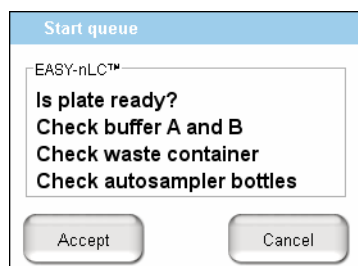 Start queue
EASY-nLC™
Is plate ready?
Check buffer A and B
Check waste container
Check autosampler bottles
Accept Cancel